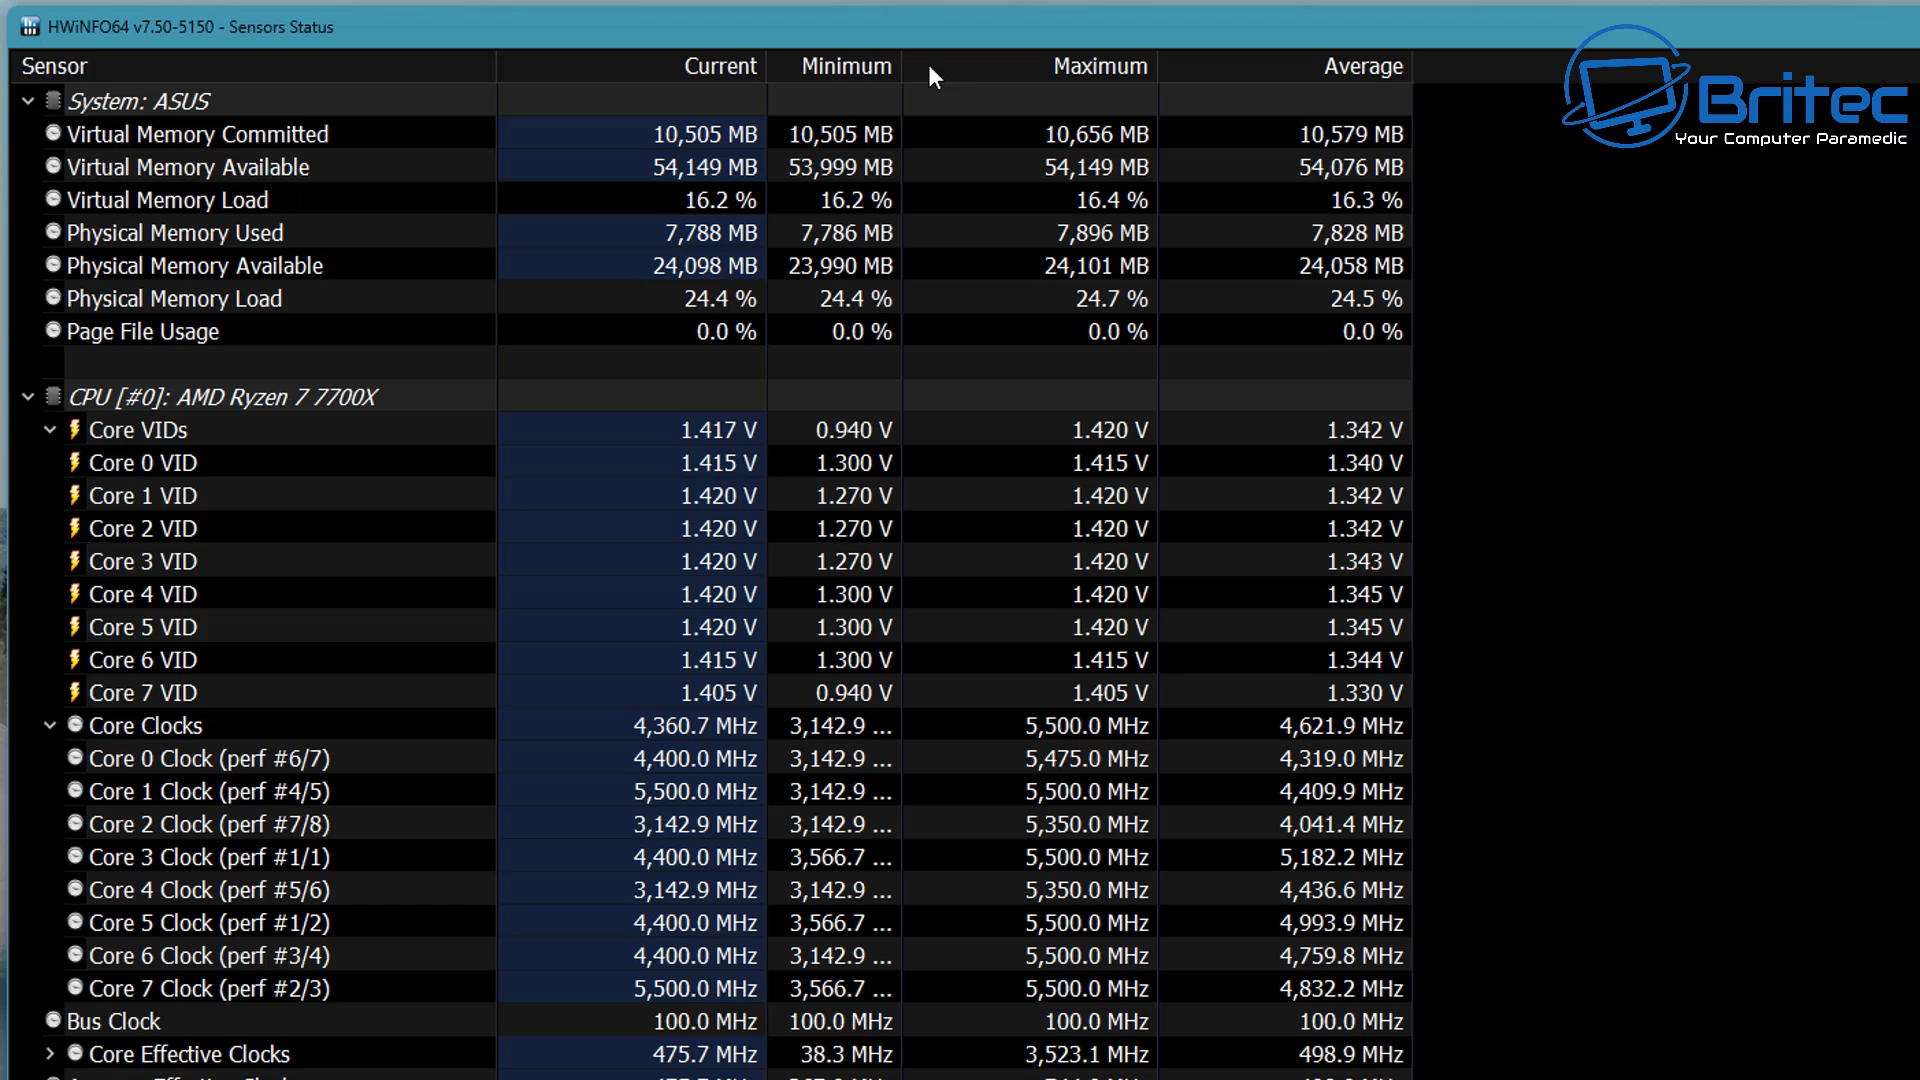 HWiNFO64 v7.50-5150 - Sensors Status
Sensor Current Minimum Maximum Average
System: ASUS
Virtual Memory Committed 10,505 MB 10,505 MB 10,656 MB 10,579 MB
Virtual Memory Available 54,149 MB 53,999 MB 54,149 MB 54,076 MB
Virtual Memory Load 16.2 % 16.2 % 16.4 % 16.3 %
Physical Memory Used 7,788 MB 7,786 MB 7,896 MB 7,828 MB
Physical Memory Available 24,098 MB 23,990 MB 24,101 MB 24,058 MB
Physical Memory Load 24.4 % 24.4 % 24.7 % 24.5 %
Page File Usage 0.0 % 0.0 % 0.0 % 0.0 %
CPU [#0]: AMD Ryzen 7 7700X
Core VIDs 1.417 V 0.940 V 1.420 V 1.342 V
Core 0 VID 1.415 V 1.300 V 1.415 V 1.340 V
Core 1 VID 1.420 V 1.270 V 1.420 V 1.342 V
Core 2 VID 1.420 V 1.270 V 1.420 V 1.342 V
Core 3 VID 1.420 V 1.270 V 1.420 V 1.343 V
Core 4 VID 1.420 V 1.300 V 1.420 V 1.345 V
Core 5 VID 1.420 V 1.300 V 1.420 V 1.345 V
Core 6 VID 1.415 V 1.300 V 1.415 V 1.344 V
Core 7 VID 1.405 V 0.940 V 1.405 V 1.330 V
Core Clocks 4,360.7 MHz 3,142.9 ... 5,500.0 MHz 4,621.9 MHz
Core 0 Clock (perf #6/7) 4,400.0 MHz 3,142.9 ... 5,475.0 MHz 4,319.0 MHz
Core 1 Clock (perf #4/5) 5,500.0 MHz 3,142.9 ... 5,500.0 MHz 4,409.9 MHz
Core 2 Clock (perf #7/8) 3,142.9 MHz 3,142.9 ... 5,350.0 MHz 4,041.4 MHz
Core 3 Clock (perf #1/1) 4,400.0 MHz 3,566.7 ... 5,500.0 MHz 5,182.2 MHz
Core 4 Clock (perf #5/6) 3,142.9 MHz 3,142.9 ... 5,350.0 MHz 4,436.6 MHz
Core 5 Clock (perf #1/2) 4,400.0 MHz 3,566.7 ... 5,500.0 MHz 4,993.9 MHz
Core 6 Clock (perf #3/4) 4,400.0 MHz 3,142.9 ... 5,500.0 MHz 4,759.8 MHz
Core 7 Clock (perf #2/3) 5,500.0 MHz 3,566.7 ... 5,500.0 MHz 4,832.2 MHz
Bus Clock 100.0 MHz 100.0 MHz 100.0 MHz 100.0 MHz
Core Effective Clocks 475.7 MHz 38.3 MHz 3,523.1 MHz 498.9 MHz
Britec
Your Computer Paramedic